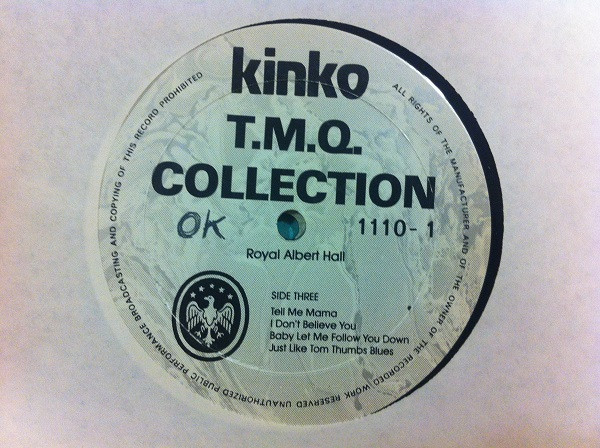 kinko
T.M.Q.
COLLECTION
OK
1110-1
Royal Albert Hall
SIDE THREE
Tell Me Mama
I Don't Believe You
Baby Let Me Follow You Down
Just Like Tom Thumbs Blues
ALL RIGHTS OF THE MANUFACTURER AND OF THE OWNER OF THE RECORDED WORK RESERVED UNAUTHORIZED PUBLIC PERFORMANCE BROADCASTING AND COPYING OF THIS RECORD PROHIBITED